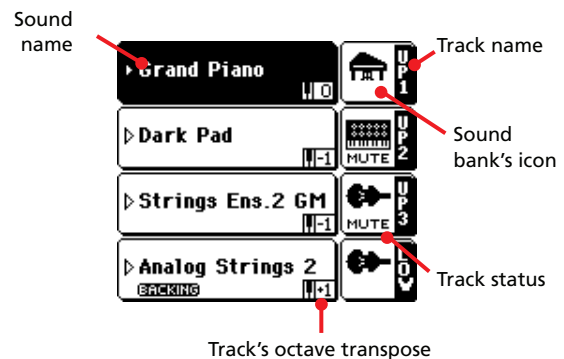 Sound
name
Track name
Grand Piano
0
UP1
Sound
bank's icon
Dark Pad
-1
MUTE
UP2
Strings Ens.2 GM
-1
MUTE
UP3
Analog Strings 2
BACKING
+1
LOW
Track status
Track's octave transpose